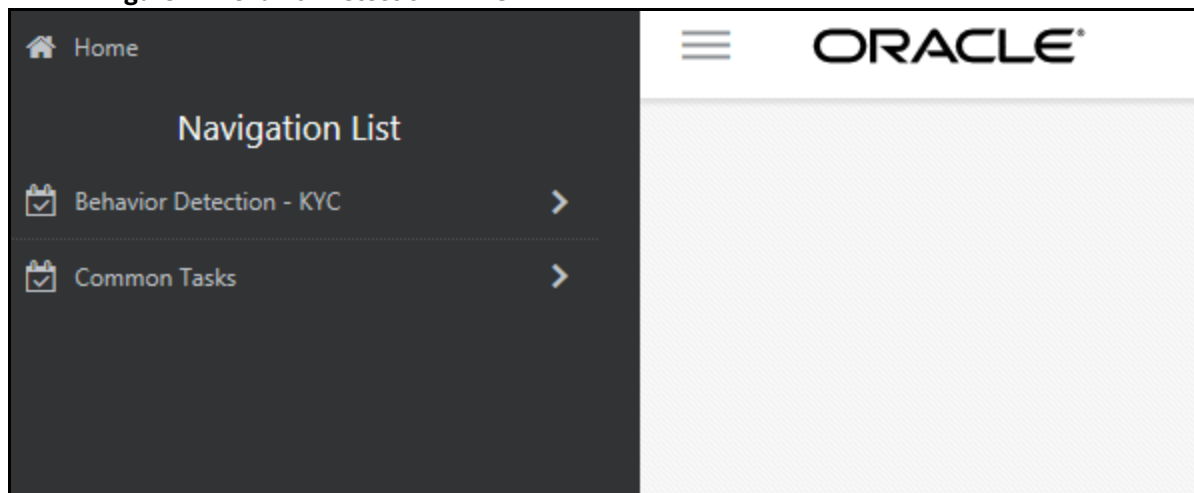 Home
ORACLE
Navigation List
Behavior Detection - KYC
Common Tasks